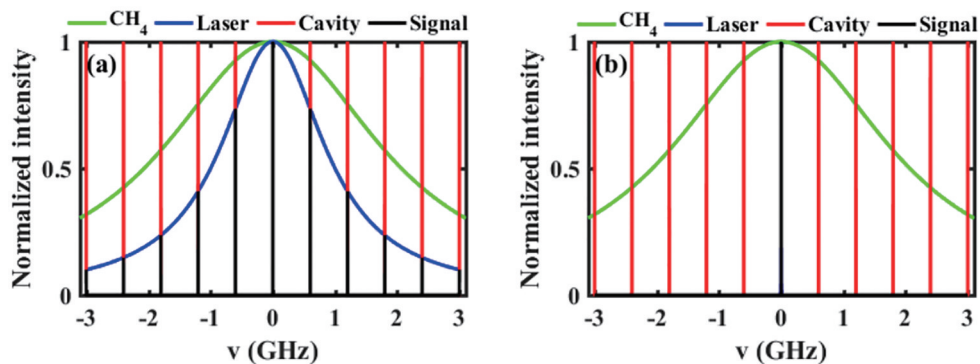 CH4 Laser Cavity Signal
(a)
Normalized intensity
1
0.5
0
-3 -2 -1 0 1 2 3
v (GHz)
CH4 Laser Cavity Signal
(b)
Normalized intensity
1
0.5
0
-3 -2 -1 0 1 2 3
v (GHz)